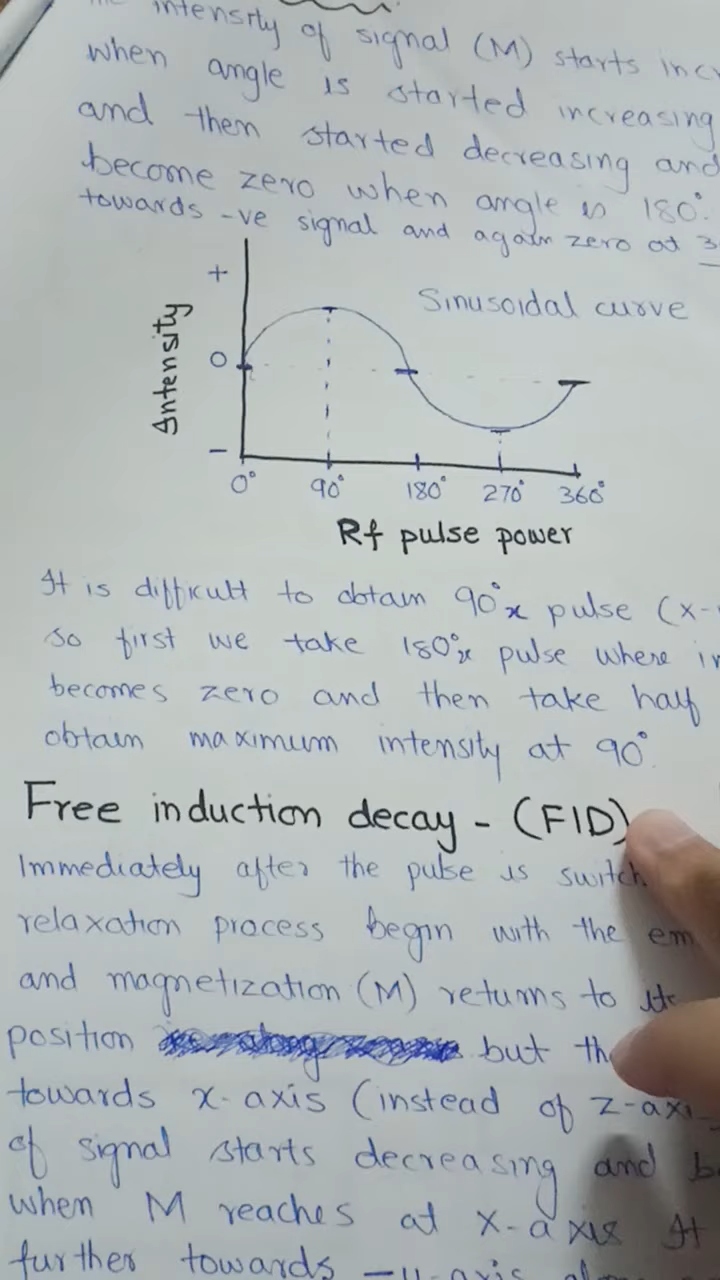 intensity of signal (M) starts
when angle is started increasing
and then started decreasing and
become zero when angle is 180°.
towards -ve signal and again zero at 3
+
Sinusoidal curve
Intensity
0
-
0° 90° 180° 270° 360°
Rf pulse power
It is difficult to obtain 90°x pulse (x-
so first we take 180°x pulse where
becomes zero and then take half
obtain maximum intensity at 90°.
Free induction decay - (FID)
Immediately after the pulse is switch
relaxation process begin with the em
and magnetization (M) returns to its
position but th
towards x-axis (instead of z-axi
of signal starts decreasing and b
when M reaches at x-axis It
further towards -y-axis